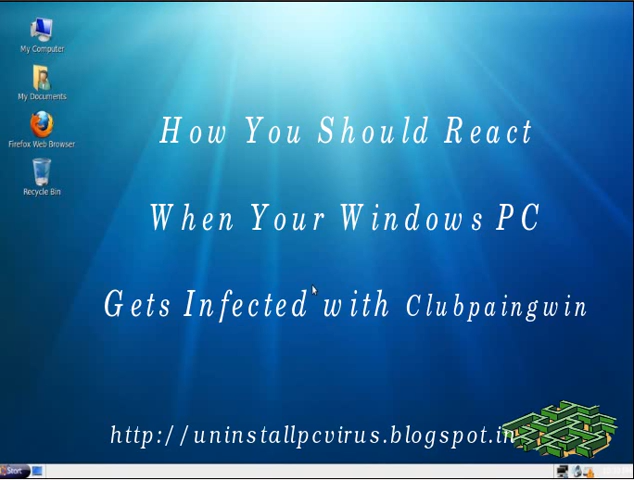 My Computer
My Documents
Firefox Web Browser
Recycle Bin
How You Should React
When Your Windows PC
Gets Infected with Clubpaingwin
http://uninstallpcvirus.blogspot.in
Start